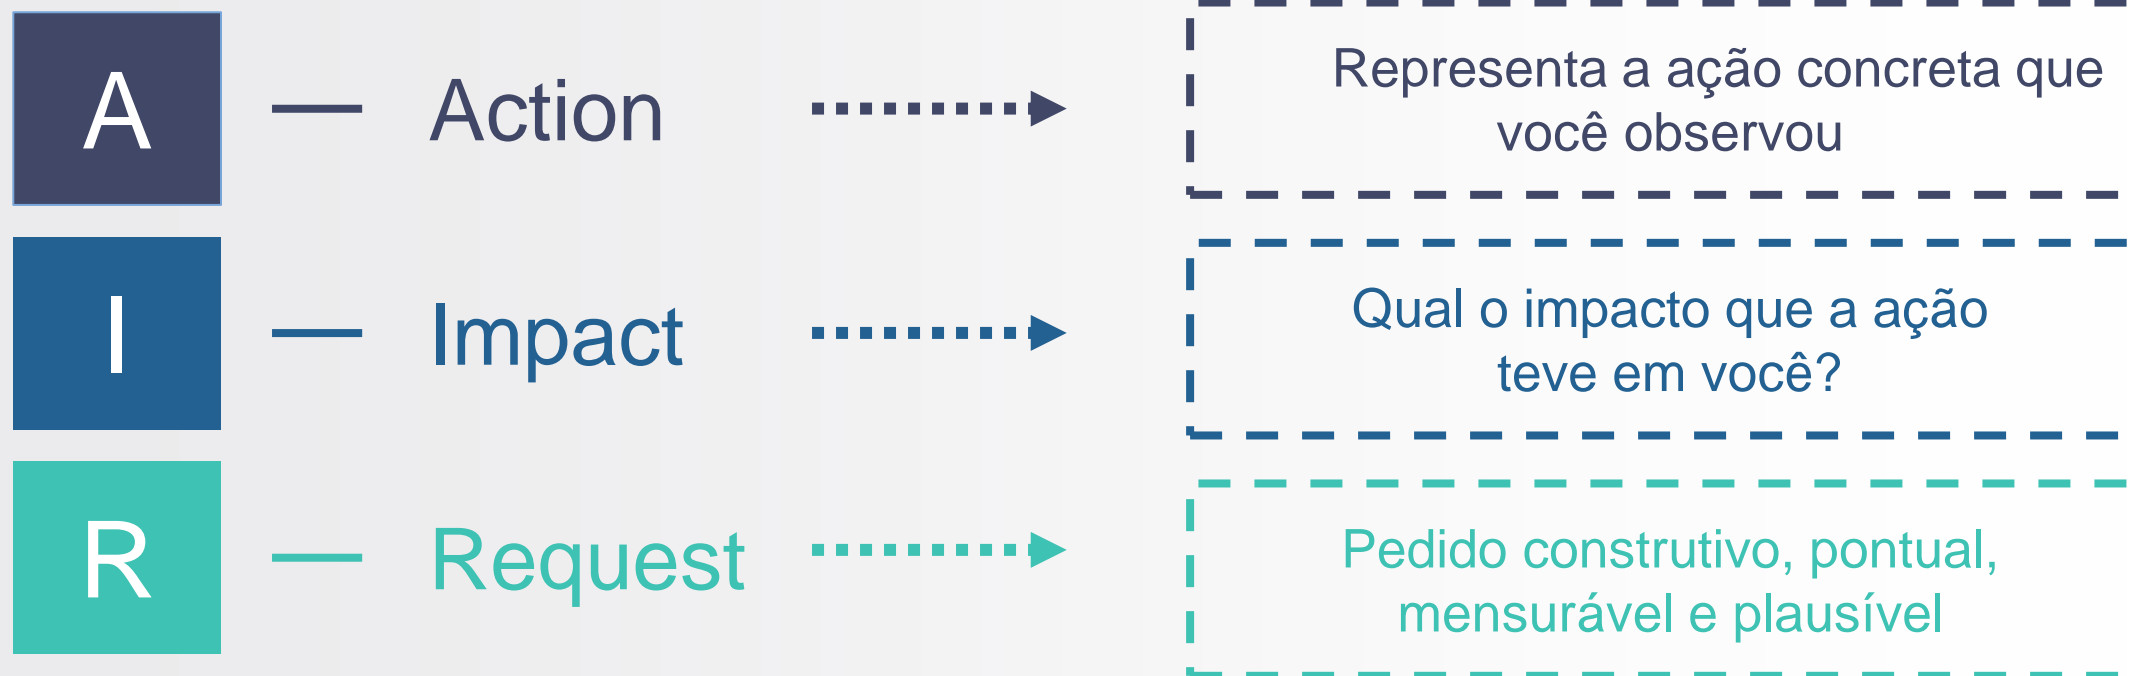 A
Action
Representa a ação concreta que
você observou
I
Impact
Qual o impacto que a ação
teve em você?
R
Request
Pedido construtivo, pontual,
mensurável e plausível